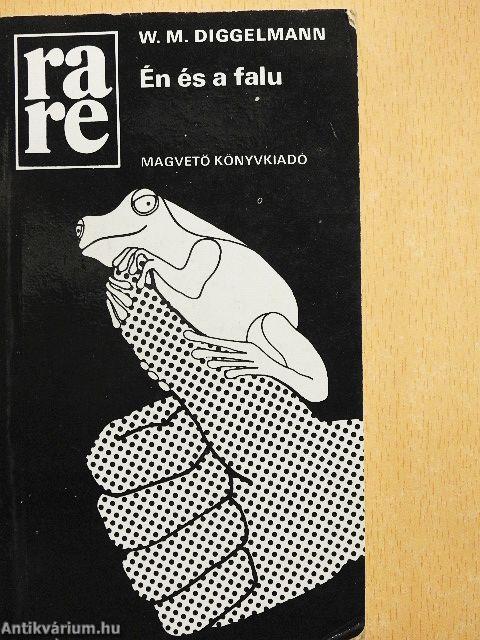 ra
re
W. M. DIGGELMANN
Én és a falu
MAGVETŐ KÖNYVKIADÓ
Antikvárium.hu